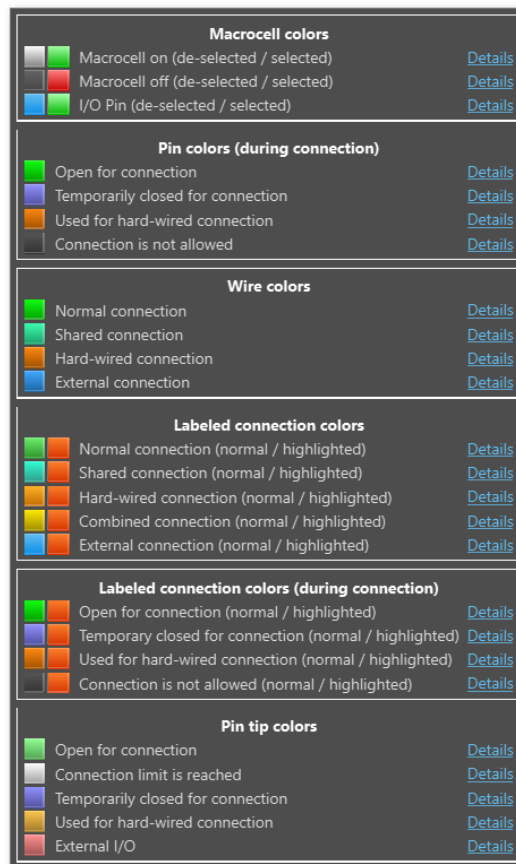 Macrocell colors
Macrocell on (de-selected / selected) Details
Macrocell off (de-selected / selected) Details
I/O Pin (de-selected / selected) Details
Pin colors (during connection)
Open for connection Details
Temporarily closed for connection Details
Used for hard-wired connection Details
Connection is not allowed Details
Wire colors
Normal connection Details
Shared connection Details
Hard-wired connection Details
External connection Details
Labeled connection colors
Normal connection (normal / highlighted) Details
Shared connection (normal / highlighted) Details
Hard-wired connection (normal / highlighted) Details
Combined connection (normal / highlighted) Details
External connection (normal / highlighted) Details
Labeled connection colors (during connection)
Open for connection (normal / highlighted) Details
Temporary closed for connection (normal / highlighted) Details
Used for hard-wired connection (normal / highlighted) Details
Connection is not allowed (normal / highlighted) Details
Pin tip colors
Open for connection Details
Connection limit is reached Details
Temporarily closed for connection Details
Used for hard-wired connection Details
External I/O Details